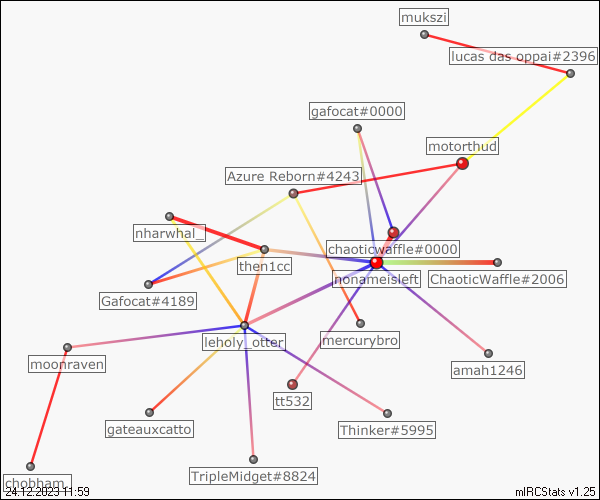 mukszi
lucas das oppai#2396
gafocat#0000
motorthud
Azure Reborn#4243
nharwhal_
chaoticwaffle#0000
then1cc
nonameisleft
ChaoticWaffle#2006
Gafocat#4189
leholy_otter
mercurybro
moonraven
amah1246
tt532
gateauxcatto
Thinker#5995
TripleMidget#8824
chobham_
24.12.2023 11:59
mIRCStats v1.25